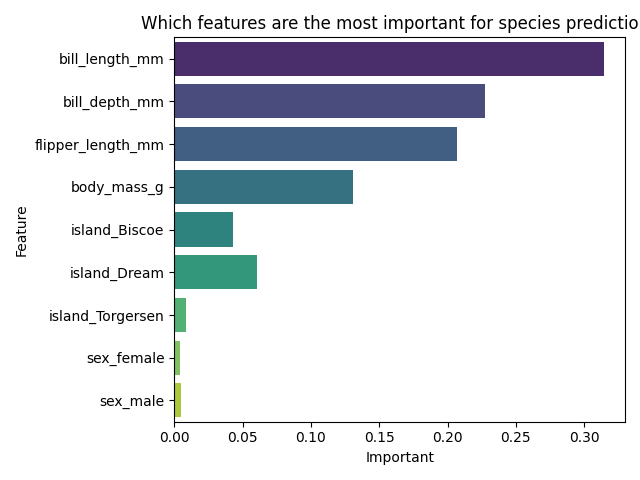 Which features are the most important for species predictio
bill_length_mm
bill_depth_mm
flipper_length_mm
body_mass_g
island_Biscoe
island_Dream
island_Torgersen
sex_female
sex_male
Feature
0.00 0.05 0.10 0.15 0.20 0.25 0.30
Important